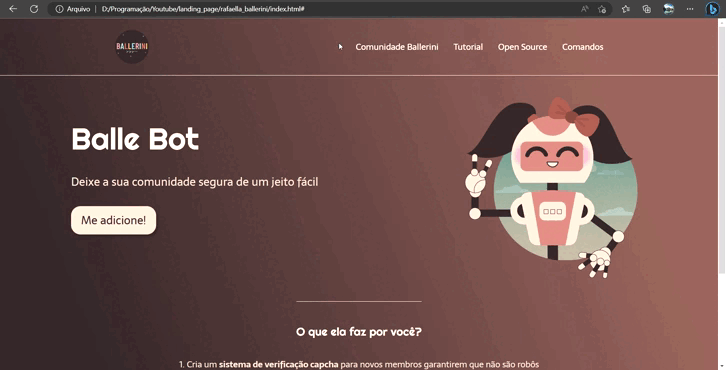 Arquivo | D:/Programação/Youtube/landing_page/rafaella_ballerini/index.html#
BALLERINI
Comunidade Ballerini Tutorial Open Source Comandos
Balle Bot
Deixe a sua comunidade segura de um jeito fácil
Me adicione!
O que ela faz por você?
1. Cria um sistema de verificação capcha para novos membros garantirem que não são robôs